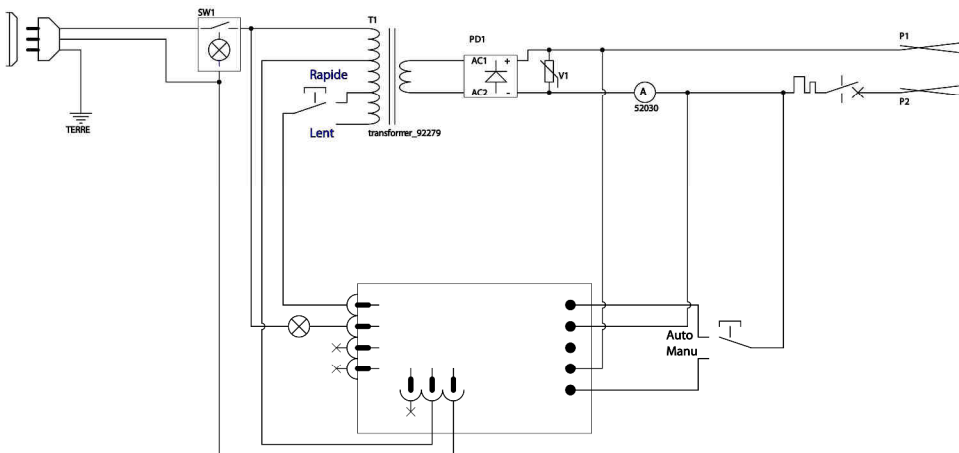 SW1
T1
PD1
P1
AC1 +
Rapide
V1
AC2 -
A
P2
52030
TERRE
Lent
transformer_92279
Auto
Manu